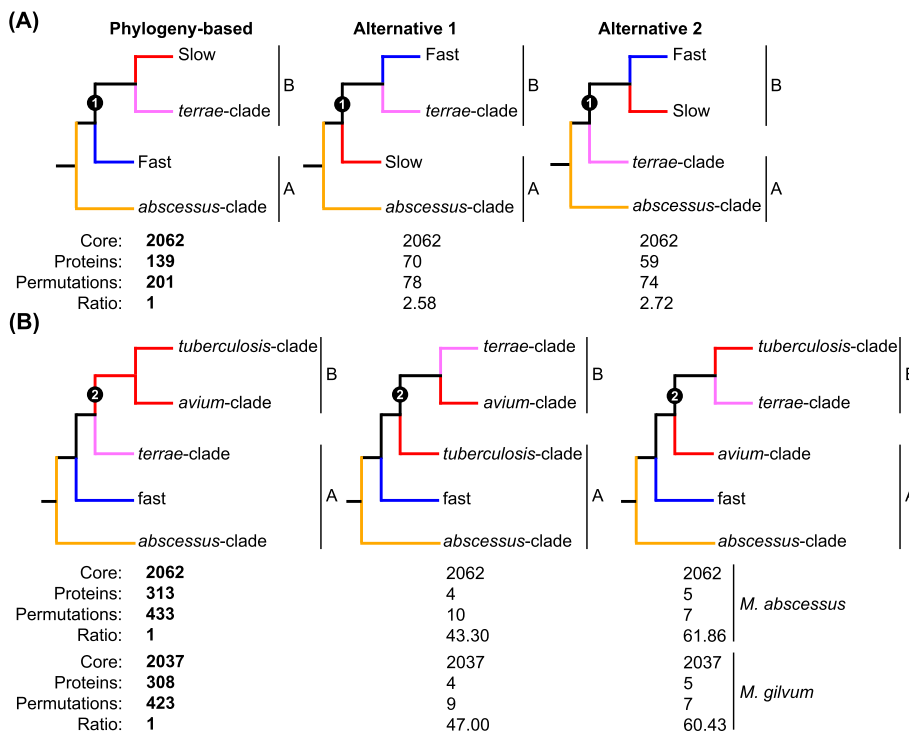 (A)
Phylogeny-based Alternative 1 Alternative 2
Slow Fast Fast
1 B 1 B 1 B
terrae-clade terrae-clade Slow
Fast Slow terrae-clade
A A A
abscessus-clade abscessus-clade abscessus-clade
Core: 2062 2062 2062
Proteins: 139 70 59
Permutations: 201 78 74
Ratio: 1 2.58 2.72
(B)
tuberculosis-clade terrae-clade tuberculosis-clade
B B B
2 2 2
avium-clade avium-clade terrae-clade
terrae-clade tuberculosis-clade avium-clade
fast A fast A fast A
abscessus-clade abscessus-clade abscessus-clade
Core: 2062 2062 2062
Proteins: 313 4 5
M. abscessus
Permutations: 433 10 7
Ratio: 1 43.30 61.86
Core: 2037 2037 2037
Proteins: 308 4 5
M. gilvum
Permutations: 423 9 7
Ratio: 1 47.00 60.43